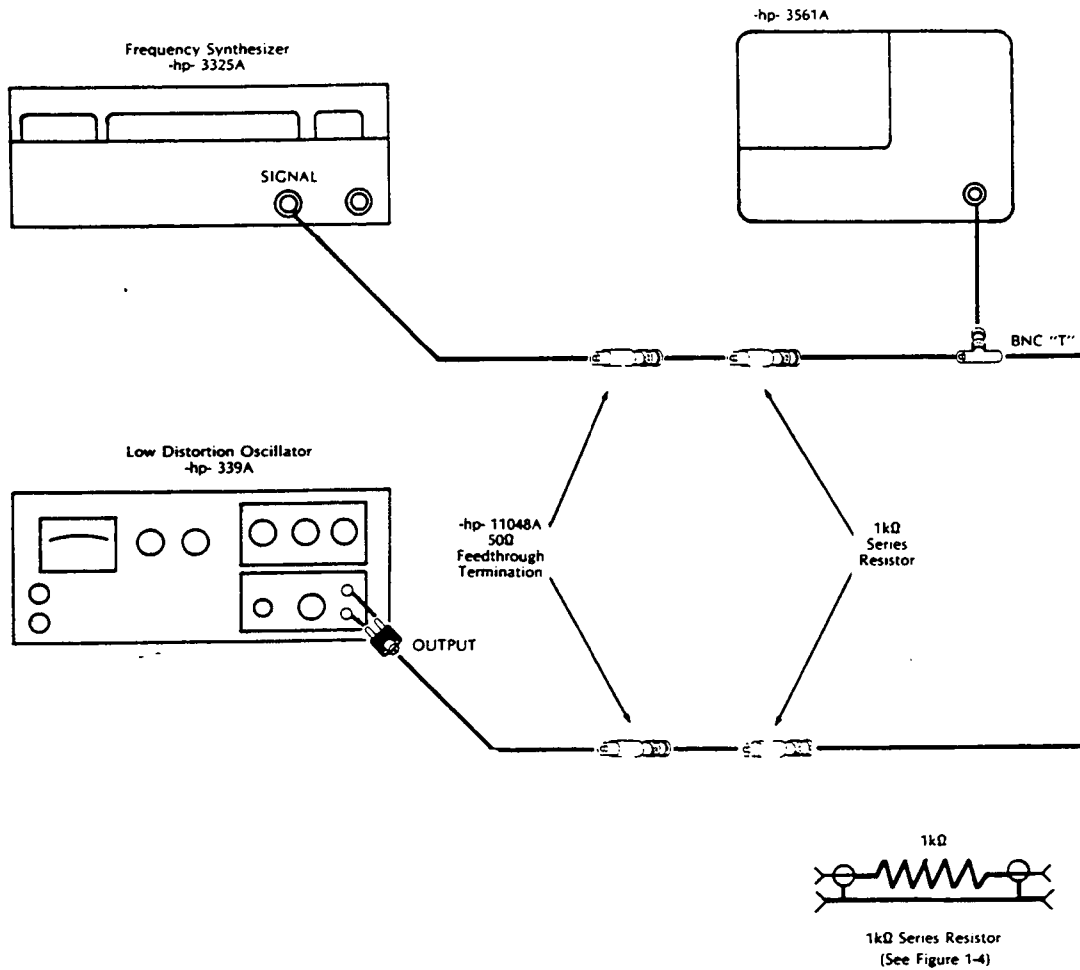 -hp- 3561A
Frequency Synthesizer
-hp- 3325A
SIGNAL
BNC "T"
Low Distortion Oscillator
-hp- 339A
-hp- 11048A
50Ω
Feedthrough
Termination
1kΩ
Series
Resistor
OUTPUT
1kΩ
1kΩ Series Resistor
(See Figure 1-4)